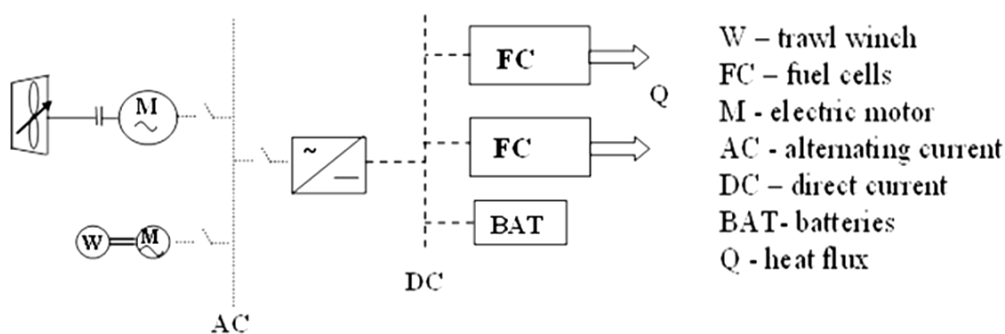 FC
M
~
Q
FC
~
W
M
BAT
DC
AC
W – trawl winch
FC – fuel cells
M - electric motor
AC - alternating current
DC – direct current
BAT- batteries
Q - heat flux